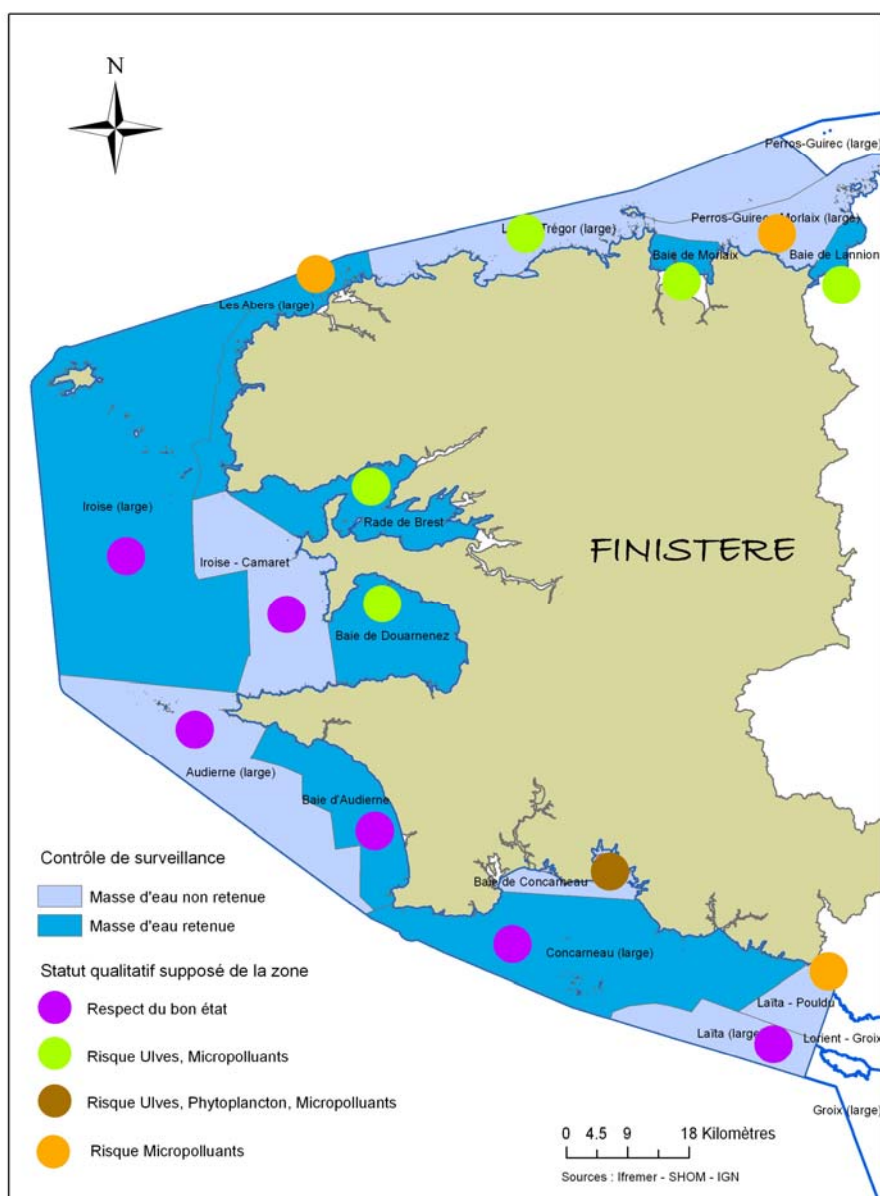 N
Perros-Guirec (large)
Perros-Guirec - Morlaix (large)
Trégor (large)
Baie de Morlaix
Baie de Lannion
Les Abers (large)
Iroise (large)
Rade de Brest
FINISTERE
Iroise - Camaret
Baie de Douarnenez
Audierne (large)
Baie d'Audierne
Contrôle de surveillance
Masse d'eau non retenue
Masse d'eau retenue
Baie de Concarneau
Concarneau (large)
Statut qualitatif supposé de la zone
Respect du bon état
Risque Ulves, Micropolluants
Risque Ulves, Phytoplancton, Micropolluants
Risque Micropolluants
Laïta - Pouldu
Laïta (large)
Lorient - Groix
Groix (large)
0 4.5 9 18 Kilomètres
Sources : Ifremer - SHOM - IGN